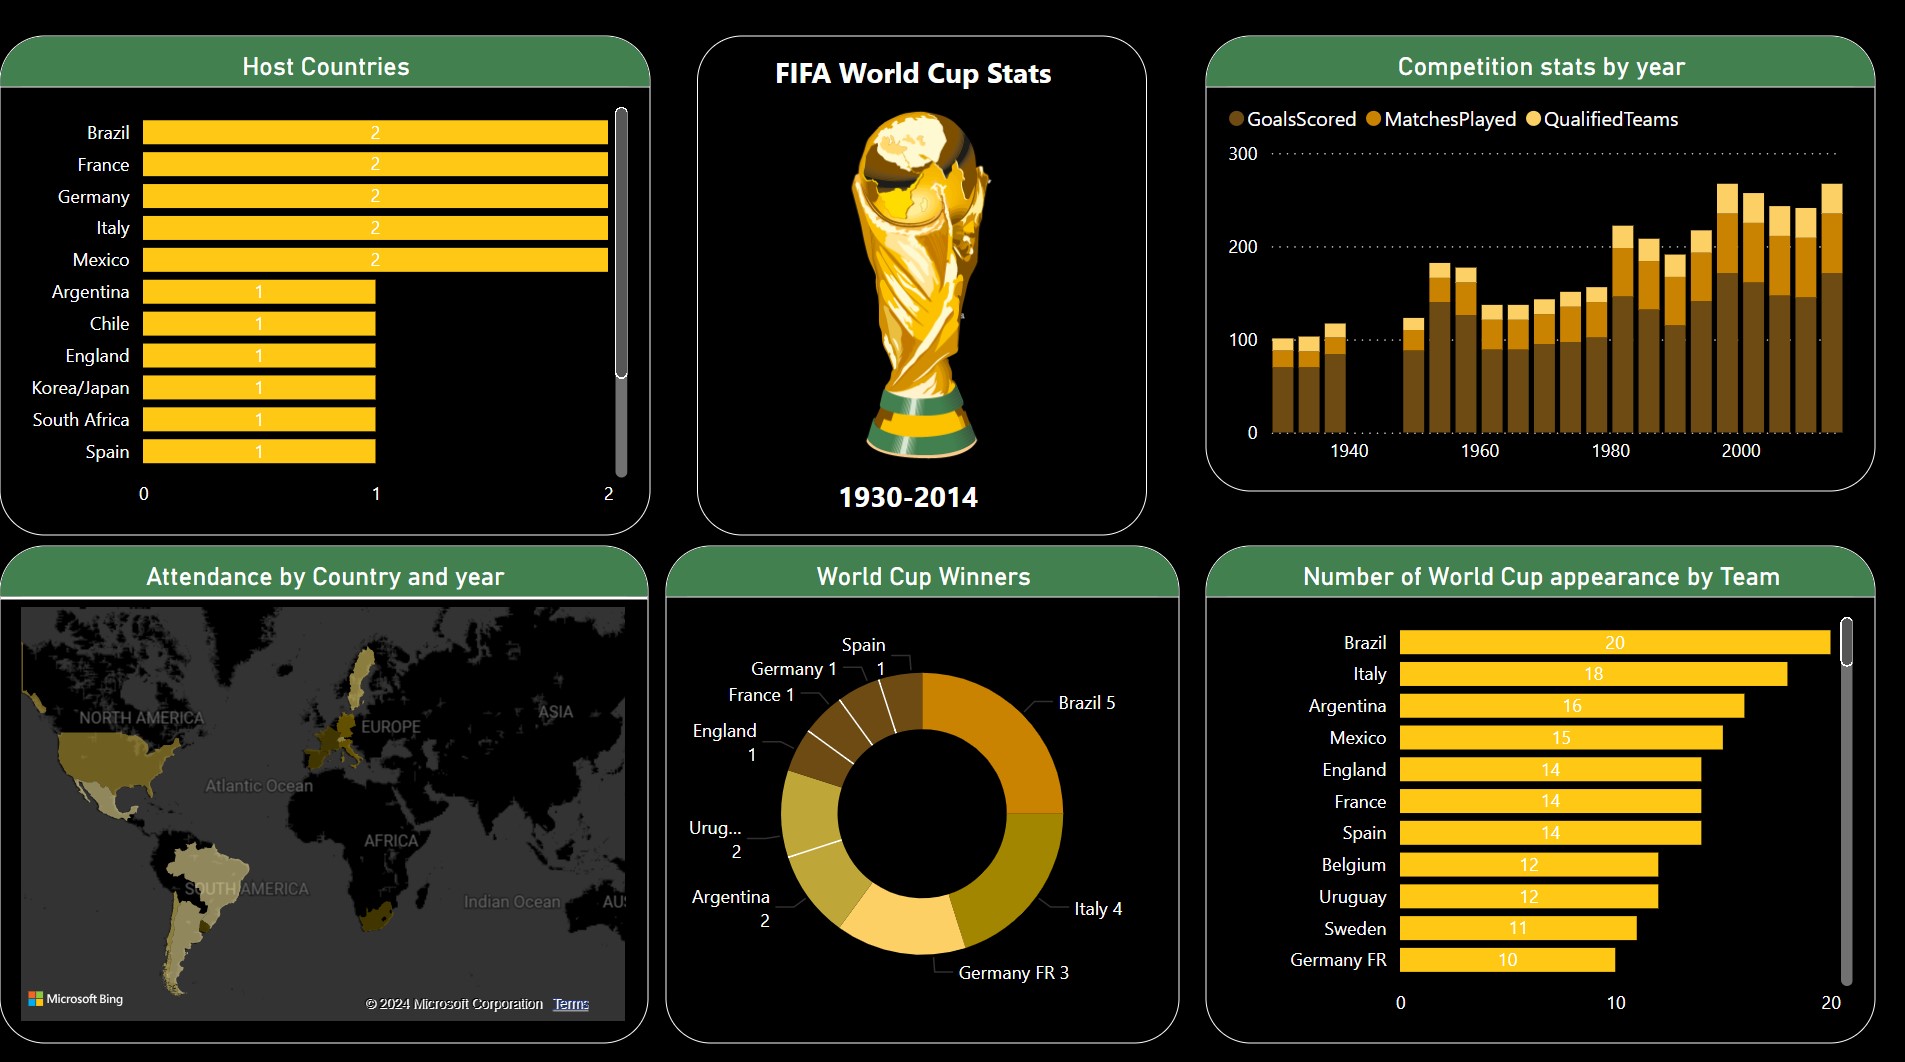 Host Countries
Brazil 2
France 2
Germany 2
Italy 2
Mexico 2
Argentina 1
Chile 1
England 1
Korea/Japan 1
South Africa 1
Spain 1
0 1 2
FIFA World Cup Stats
1930-2014
Competition stats by year
GoalsScored MatchesPlayed QualifiedTeams
300
200
100
0
1940 1960 1980 2000
Attendance by Country and year
NORTH AMERICA
EUROPE
ASIA
Atlantic Ocean
AFRICA
SOUTH AMERICA
Indian Ocean
AUS
Microsoft Bing
© 2024 Microsoft Corporation Terms
World Cup Winners
Spain
1
Germany 1
France 1
England
1
Urug...
2
Argentina
2
Brazil 5
Italy 4
Germany FR 3
Number of World Cup appearance by Team
Brazil 20
Italy 18
Argentina 16
Mexico 15
England 14
France 14
Spain 14
Belgium 12
Uruguay 12
Sweden 11
Germany FR 10
0 10 20